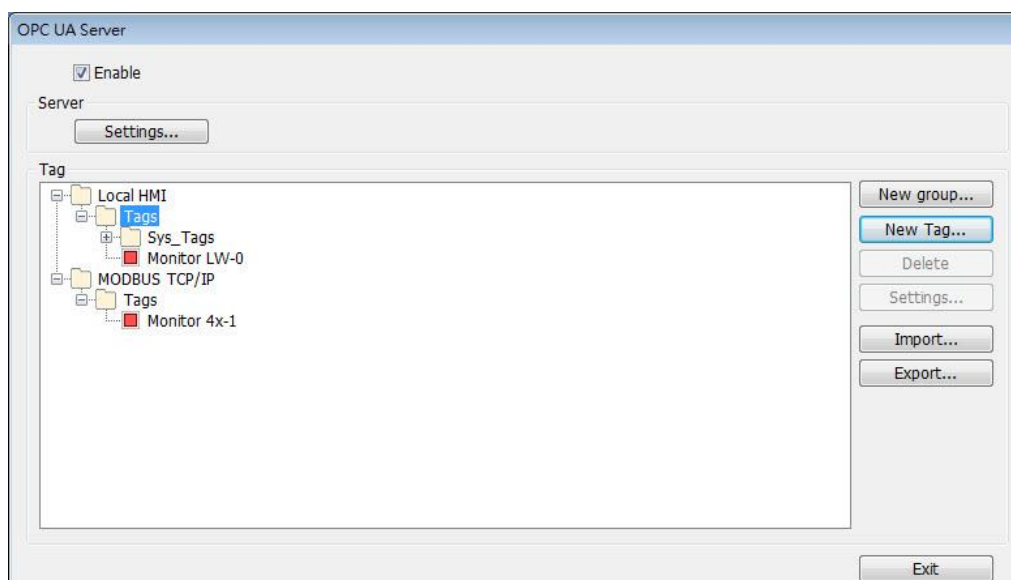 OPC UA Server
Enable
Server
Settings...
Tag
Local HMI
Tags
Sys_Tags
Monitor LW-0
MODBUS TCP/IP
Tags
Monitor 4x-1
New group...
New Tag...
Delete
Settings...
Import...
Export...
Exit